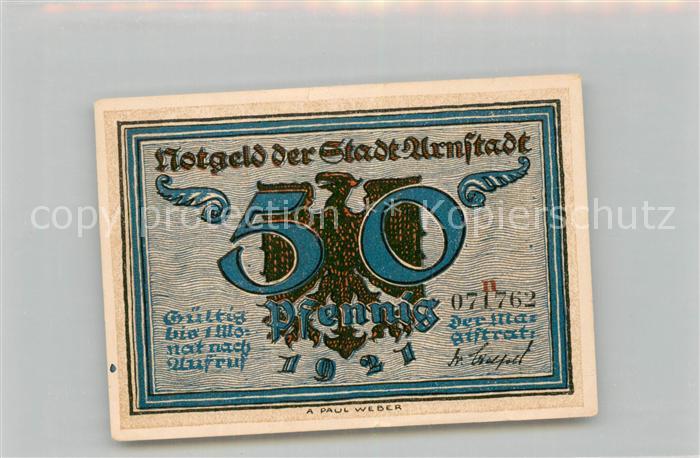 Notgeld der Stadt Arnstadt
50
Pfennig
1921
Gültig
bis 1 Mo-
nat nach
Aufruf
n
071762
der Ma-
gistrat:
A PAUL WEBER
copy protection * Kopierschutz